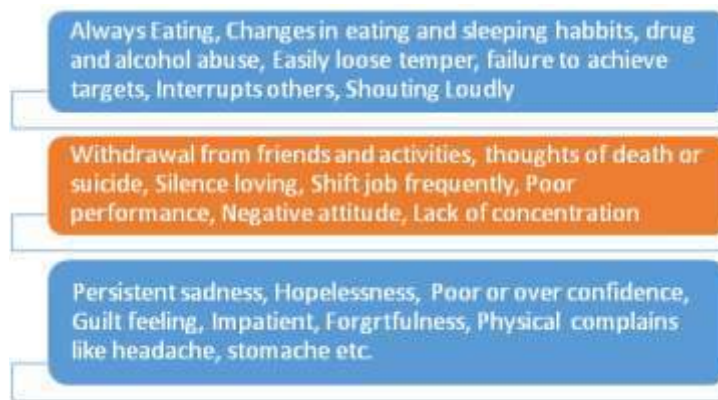 Always Eating, Changes in eating and sleeping habbits, drug
and alcohol abuse, Easily loose temper, failure to achieve
targets, Interrupts others, Shouting Loudly
Withdrawal from friends and activities, thoughts of death or
suicide, Silence loving, Shift job frequently, Poor
performance, Negative attitude, Lack of concentration
Persistent sadness, Hopelessness, Poor or over confidence,
Guilt feeling, Impatient, Forgrtfulness, Physical complains
like headache, stomache etc.